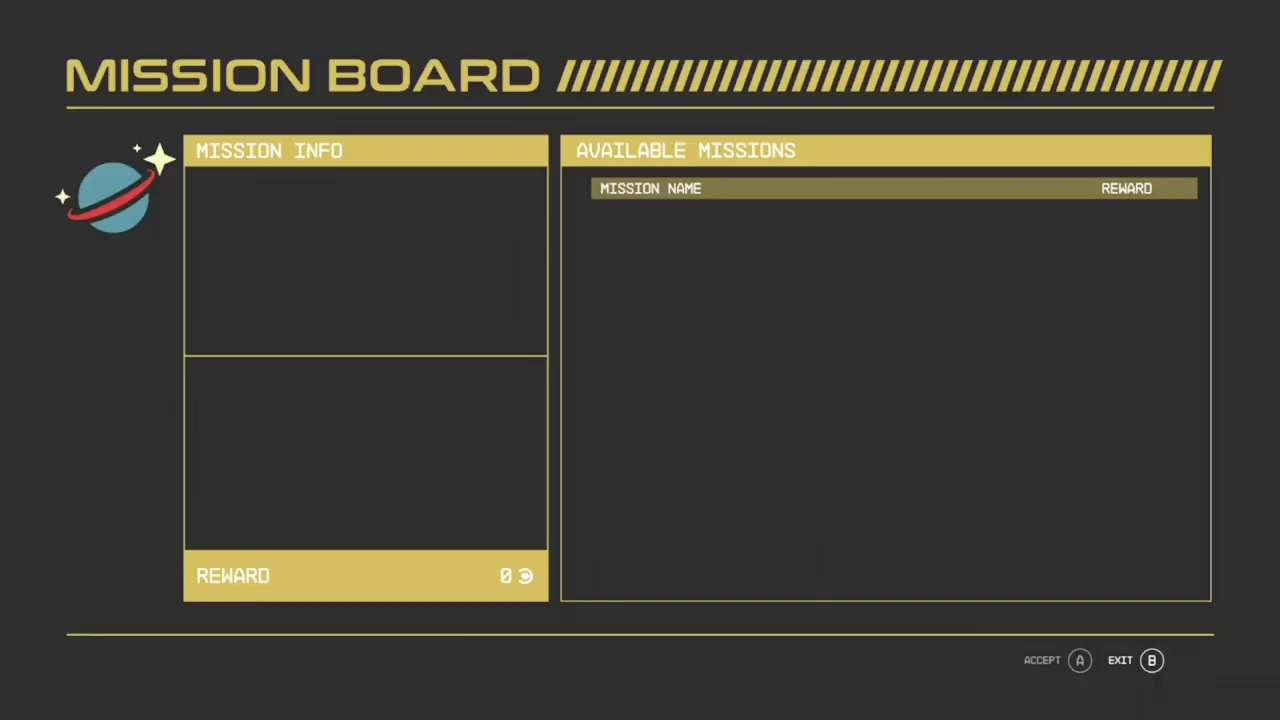 MISSION BOARD
MISSION INFO
REWARD 0
AVAILABLE MISSIONS
MISSION NAME REWARD
ACCEPT A EXIT B